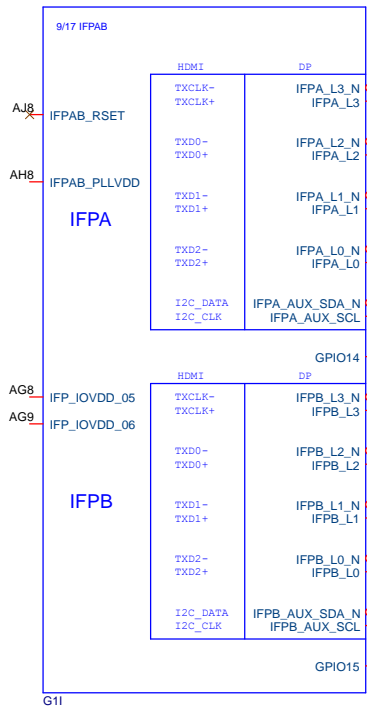 9/17 IFPAB
HDMI DP
TXCLK- IFPA_L3_N
TXCLK+ IFPA_L3
AJ8 IFPAB_RSET
TXD0- IFPA_L2_N
TXD0+ IFPA_L2
AH8 IFPAB_PLLVDD
TXD1- IFPA_L1_N
TXD1+ IFPA_L1
IFPA
TXD2- IFPA_L0_N
TXD2+ IFPA_L0
I2C_DATA IFPA_AUX_SDA_N
I2C_CLK IFPA_AUX_SCL
GPIO14
HDMI DP
AG8 IFP_IOVDD_05 TXCLK- IFPB_L3_N
TXCLK+ IFPB_L3
AG9 IFP_IOVDD_06
TXD0- IFPB_L2_N
TXD0+ IFPB_L2
IFPB
TXD1- IFPB_L1_N
TXD1+ IFPB_L1
TXD2- IFPB_L0_N
TXD2+ IFPB_L0
I2C_DATA IFPB_AUX_SDA_N
I2C_CLK IFPB_AUX_SCL
GPIO15
G1I